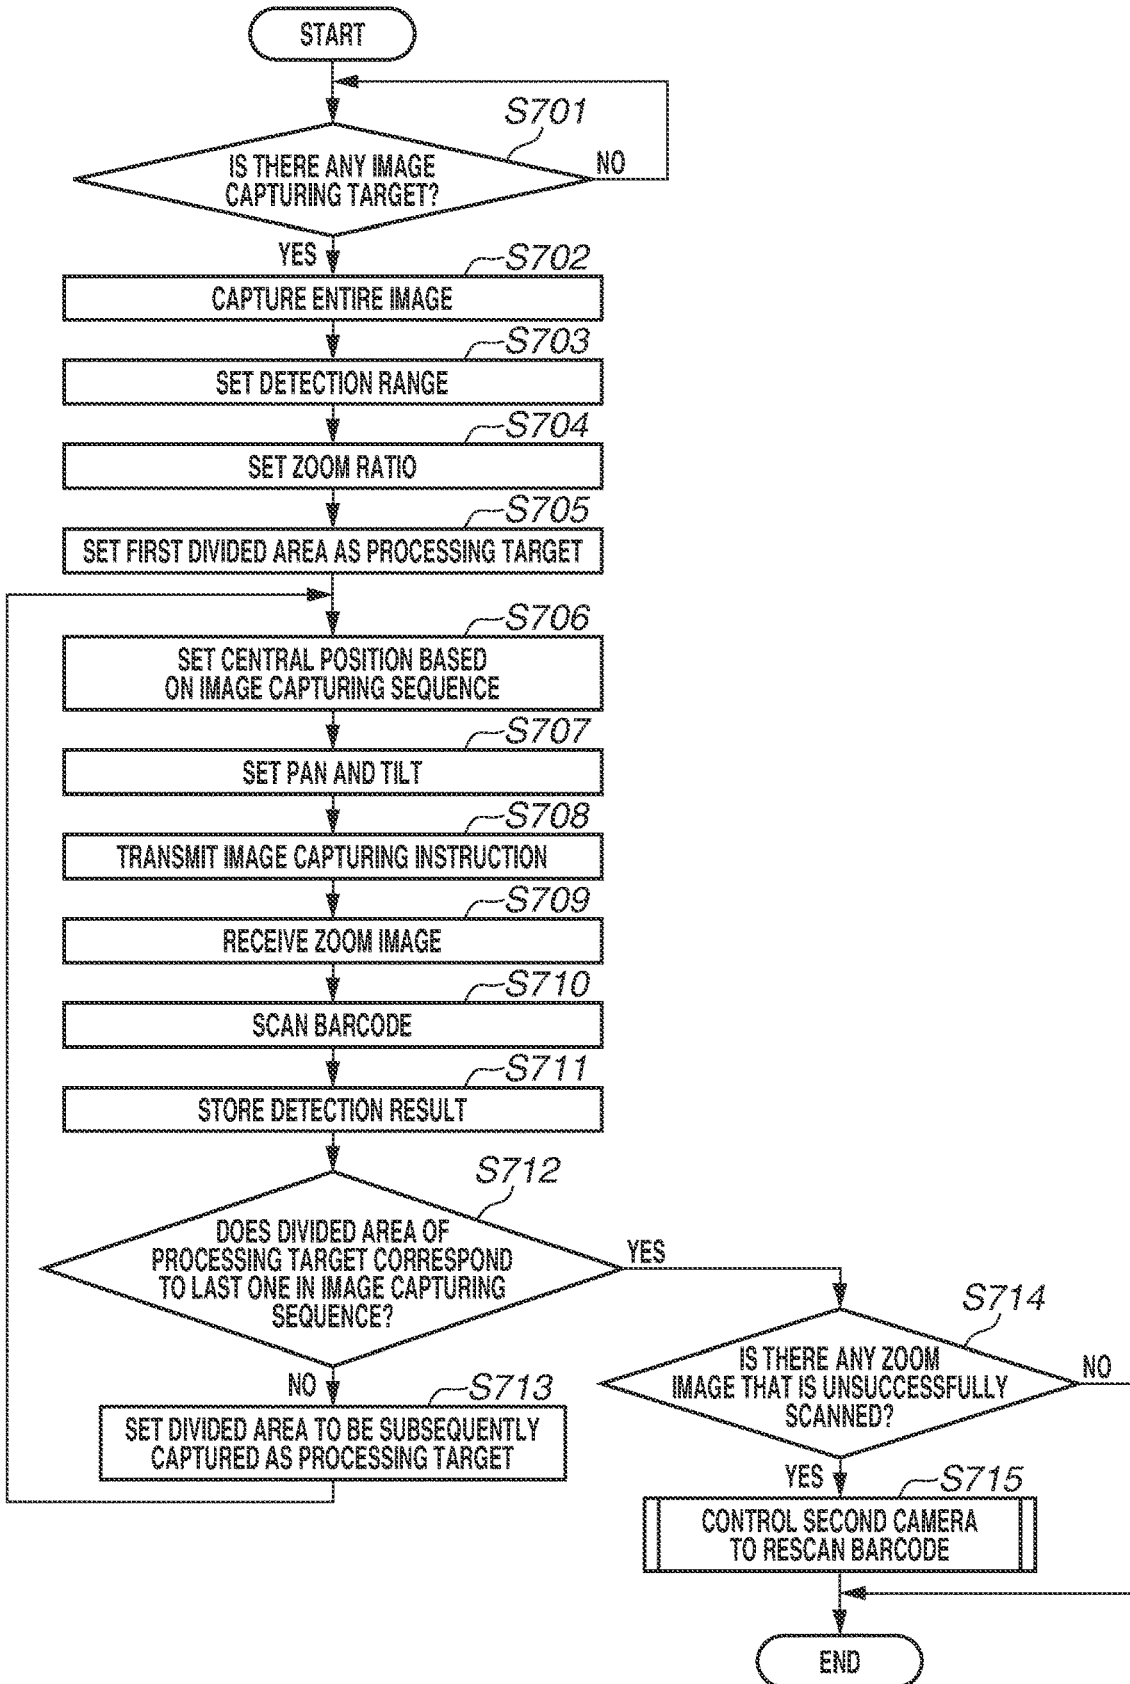 START
S701
IS THERE ANY IMAGE
CAPTURING TARGET?
NO
YES
S702
CAPTURE ENTIRE IMAGE
S703
SET DETECTION RANGE
S704
SET ZOOM RATIO
S705
SET FIRST DIVIDED AREA AS PROCESSING TARGET
S706
SET CENTRAL POSITION BASED
ON IMAGE CAPTURING SEQUENCE
S707
SET PAN AND TILT
S708
TRANSMIT IMAGE CAPTURING INSTRUCTION
S709
RECEIVE ZOOM IMAGE
S710
SCAN BARCODE
S711
STORE DETECTION RESULT
S712
DOES DIVIDED AREA OF
PROCESSING TARGET CORRESPOND
TO LAST ONE IN IMAGE CAPTURING
SEQUENCE?
YES
NO
S713
SET DIVIDED AREA TO BE SUBSEQUENTLY
CAPTURED AS PROCESSING TARGET
S714
IS THERE ANY ZOOM
IMAGE THAT IS UNSUCCESSFULLY
SCANNED?
NO
YES
S715
CONTROL SECOND CAMERA
TO RESCAN BARCODE
END